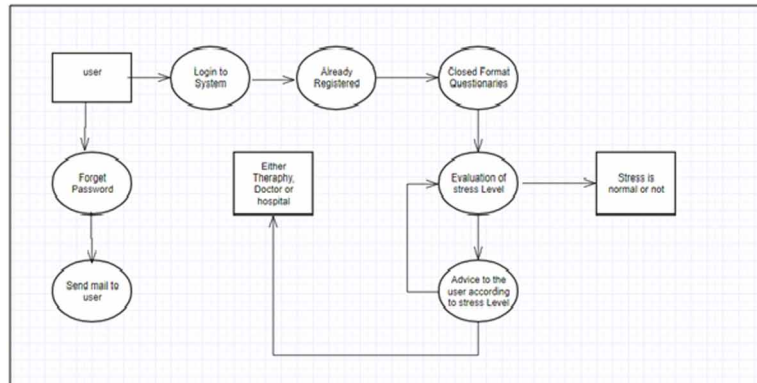 user
Login to
System
Already
Registered
Closed Format
Questionaries
Forget
Password
Either
Theraphy,
Doctor or
hospital
Evaluation of
stress Level
Stress is
normal or not
Send mail to
user
Advice to the
user according
to stress Level